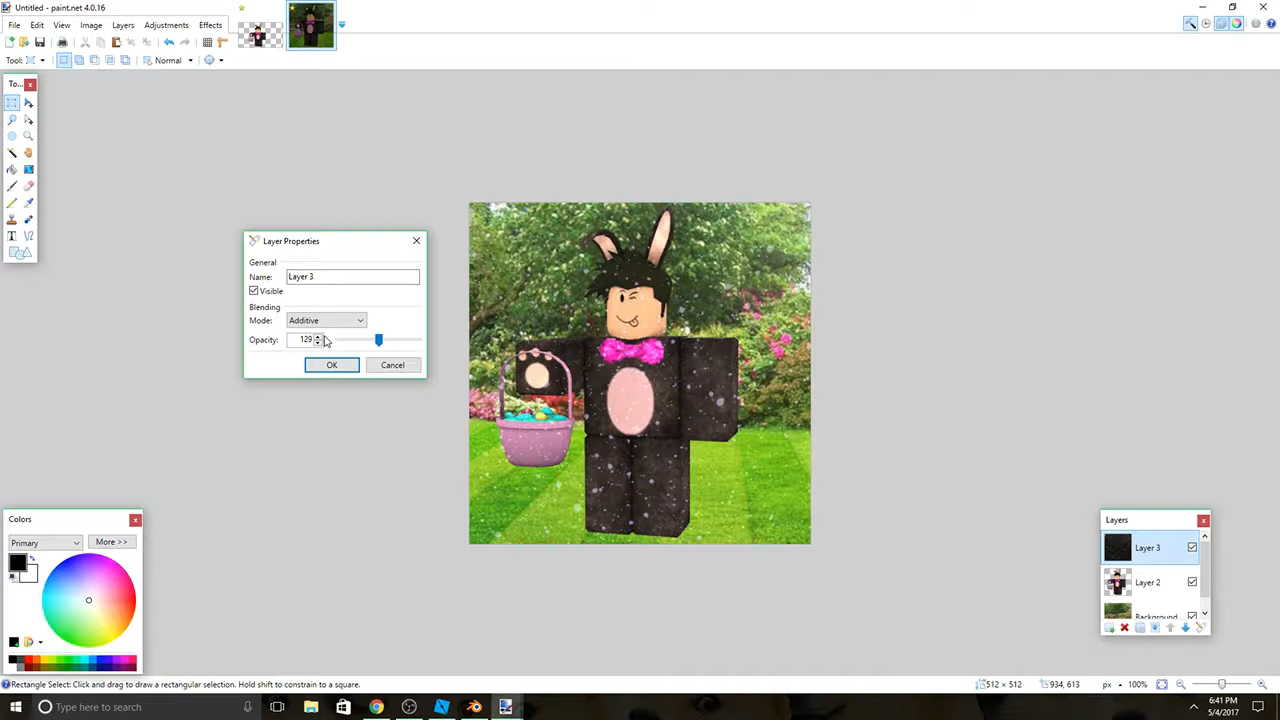 Untitled - paint.net 4.0.16
File Edit View Image Layers Adjustments Effects
Tool: Normal
To...
Layer Properties
General
Name: Layer 3
Visible
Blending
Mode: Additive
Opacity: 129
OK Cancel
Colors
Primary More >>
Layers
Layer 3
Layer 2
Background
Rectangle Select: Click and drag to draw a rectangular selection. Hold shift to constrain to a square.
512 × 512 934, 613 px 100%
Type here to search
6:41 PM
5/4/2017